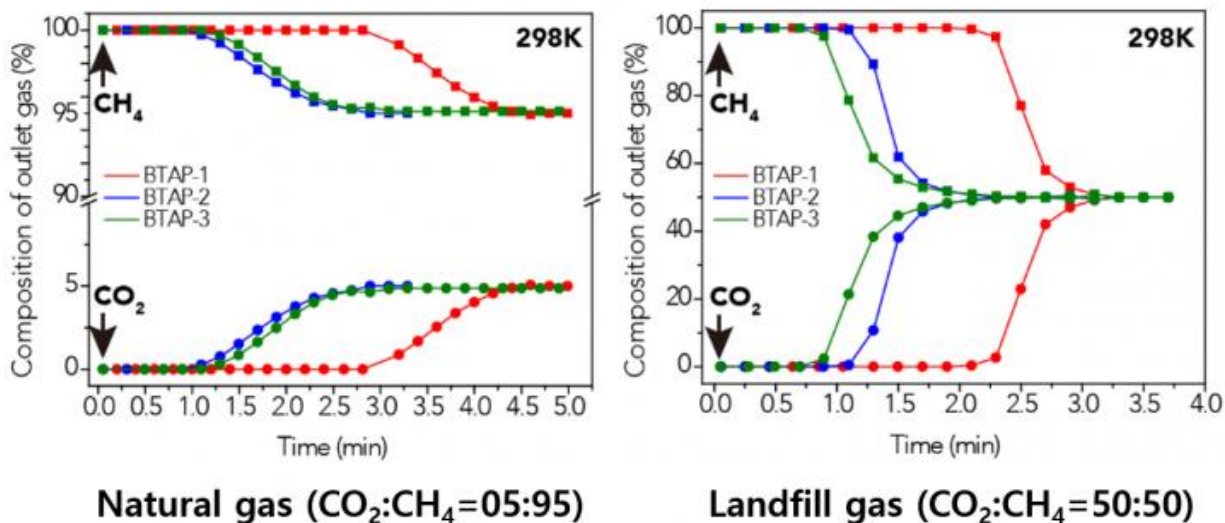 Composition of outlet gas (%)
100
95
90
5
0
298K
CH₄
BTAP-1
BTAP-2
BTAP-3
CO₂
0.0 0.5 1.0 1.5 2.0 2.5 3.0 3.5 4.0 4.5 5.0
Time (min)
Natural gas (CO₂:CH₄=05:95)
Composition of outlet gas (%)
100
80
60
40
20
0
298K
CH₄
BTAP-1
BTAP-2
BTAP-3
CO₂
0.0 0.5 1.0 1.5 2.0 2.5 3.0 3.5 4.0
Time (min)
Landfill gas (CO₂:CH₄=50:50)